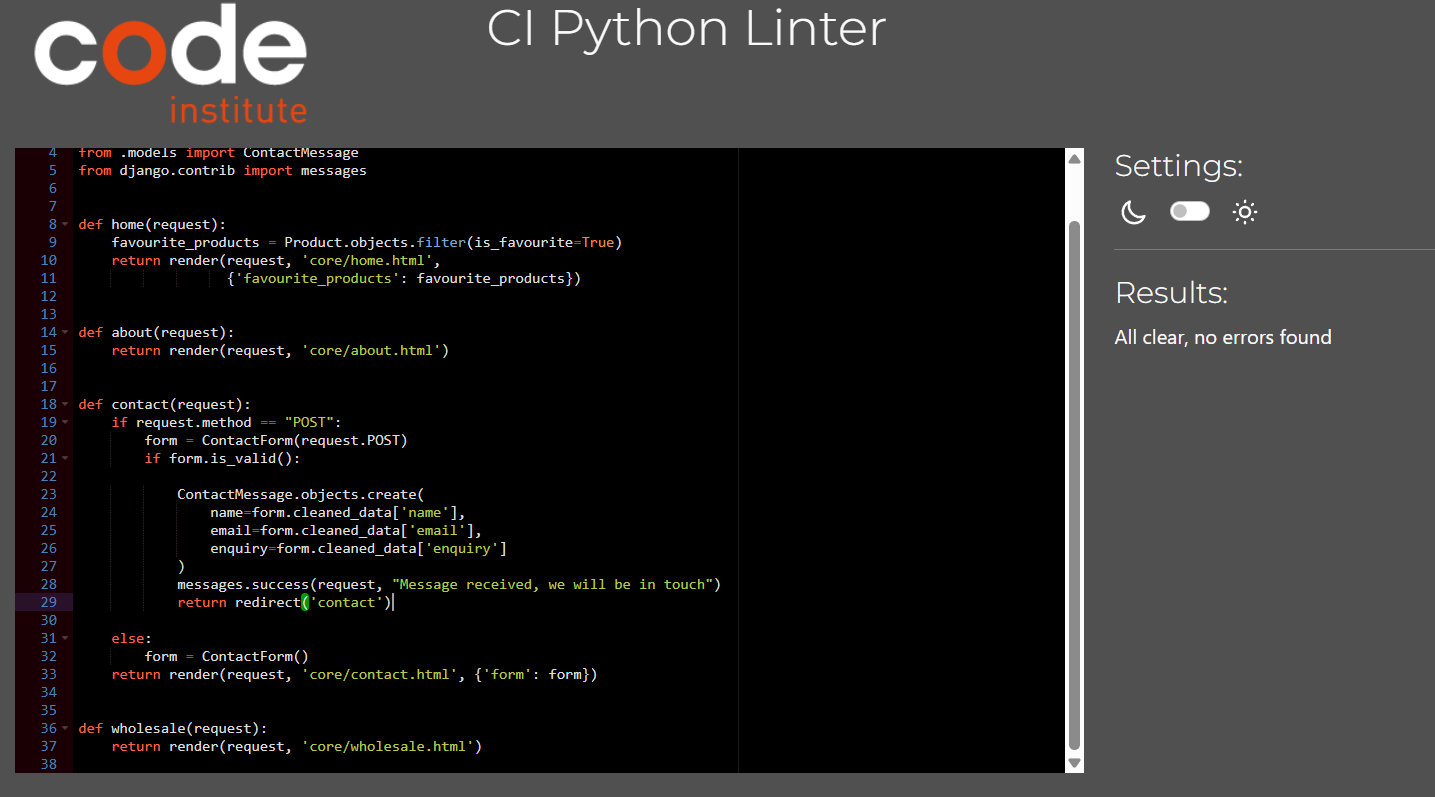 code
institute
CI Python Linter
4 from .models import ContactMessage
5 from django.contrib import messages
6
7
8 def home(request):
9     favourite_products = Product.objects.filter(is_favourite=True)
10     return render(request, 'core/home.html',
11                   {'favourite_products': favourite_products})
12
13
14 def about(request):
15     return render(request, 'core/about.html')
16
17
18 def contact(request):
19     if request.method == "POST":
20         form = ContactForm(request.POST)
21         if form.is_valid():
22
23             ContactMessage.objects.create(
24                 name=form.cleaned_data['name'],
25                 email=form.cleaned_data['email'],
26                 enquiry=form.cleaned_data['enquiry']
27             )
28             messages.success(request, "Message received, we will be in touch")
29             return redirect('contact')
30
31     else:
32         form = ContactForm()
33     return render(request, 'core/contact.html', {'form': form})
34
35
36 def wholesale(request):
37     return render(request, 'core/wholesale.html')
38
Settings:
Results:
All clear, no errors found